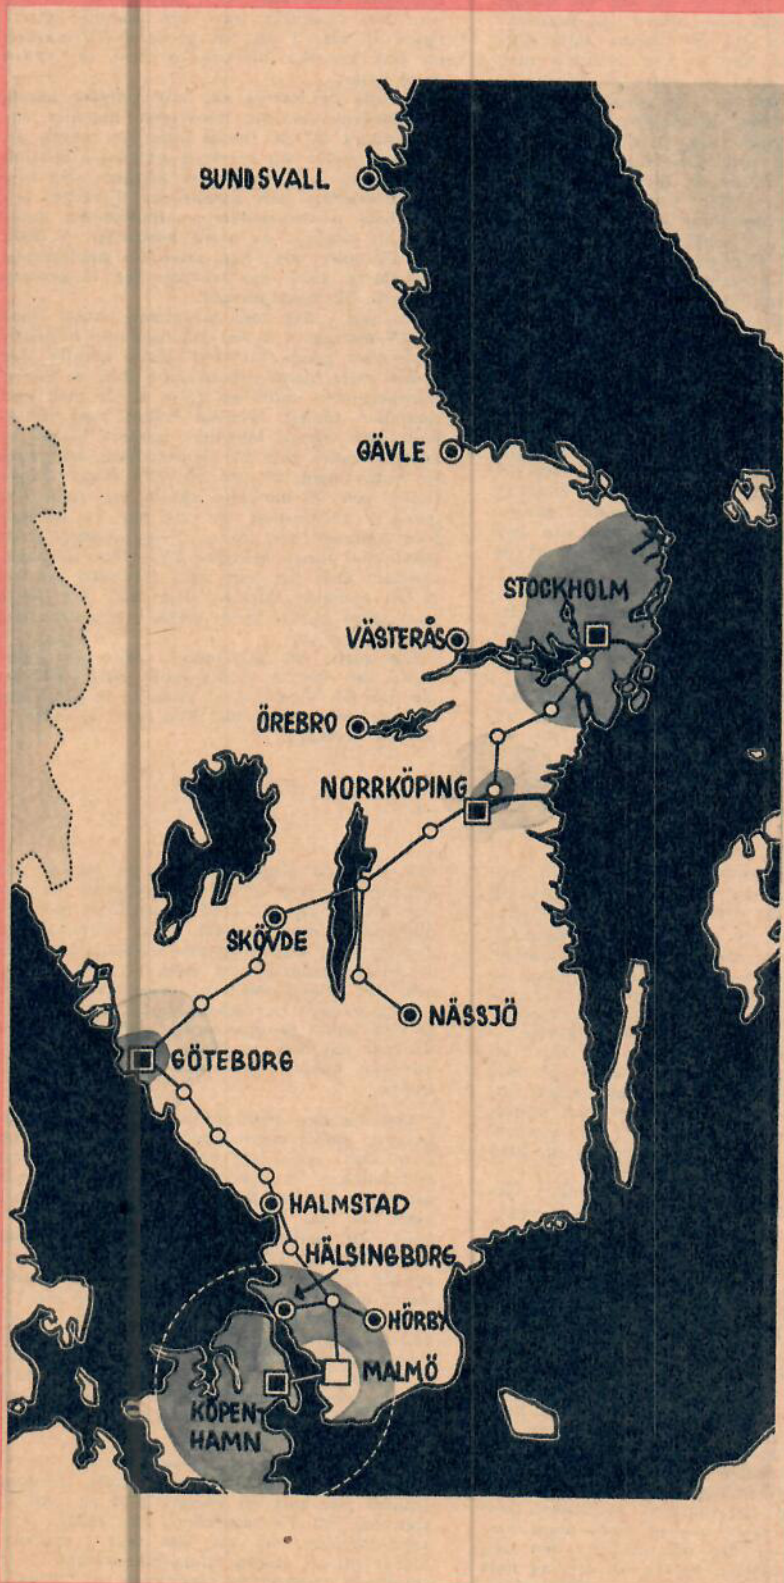 SUNDSVALL
GÄVLE
STOCKHOLM
VÄSTERÅS
ÖREBRO
NORRKÖPING
SKÖVDE
NÄSSJÖ
GÖTEBORG
HALMSTAD
HÄLSINGBORG
HÖRBY
MALMÖ
KÖPEN-
HAMN